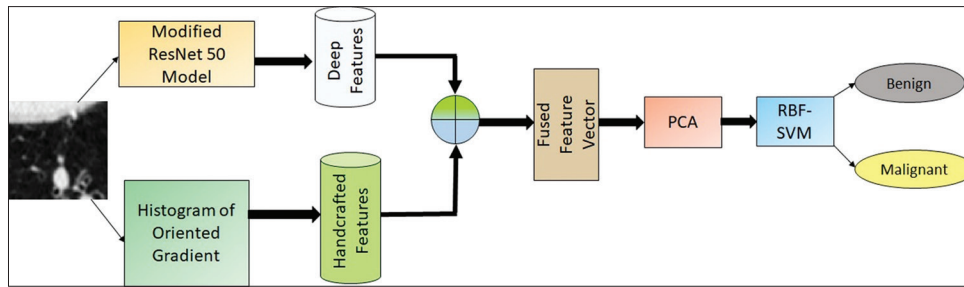 Modified
ResNet 50
Model
Deep
Features
Histogram of
Oriented
Gradient
Handcrafted
Features
Fused
Feature
Vector
PCA
RBF-
SVM
Benign
Malignant